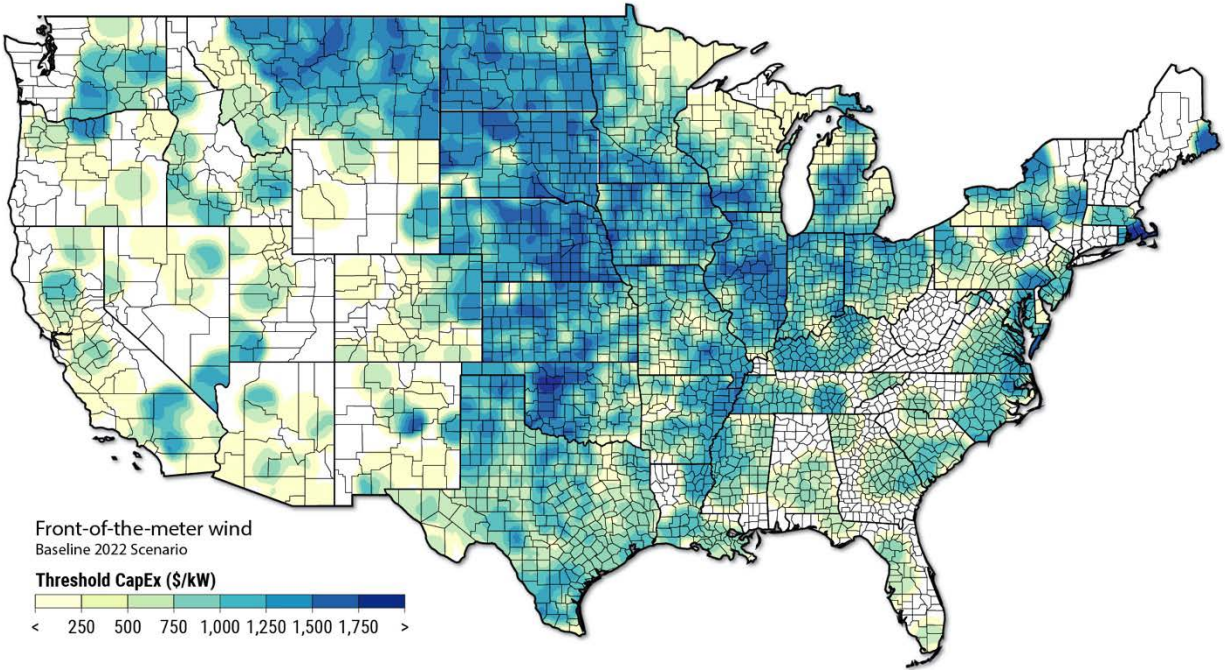 Front-of-the-meter wind
Baseline 2022 Scenario
Threshold CapEx ($/kW)
< 250 500 750 1,000 1,250 1,500 1,750 >